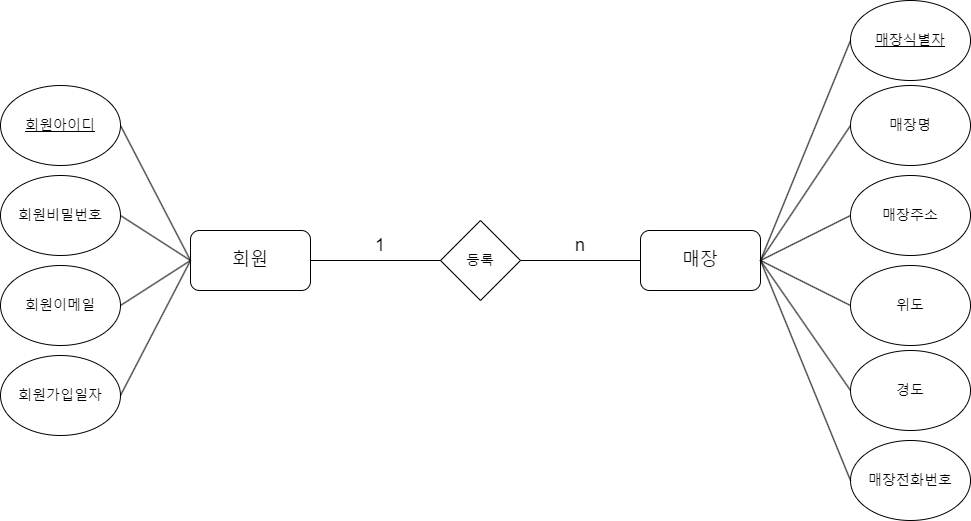 회원아이디
회원비밀번호
회원이메일
회원가입일자
회원
1
등록
n
매장
매장식별자
매장명
매장주소
위도
경도
매장전화번호